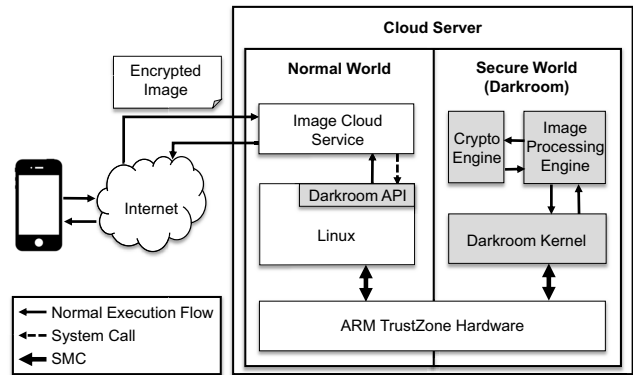 Cloud Server
Encrypted
Image
Normal World
Secure World
(Darkroom)
Image Cloud
Service
Crypto
Engine
Image
Processing
Engine
Internet
Darkroom API
Linux
Darkroom Kernel
ARM TrustZone Hardware
Normal Execution Flow
System Call
SMC